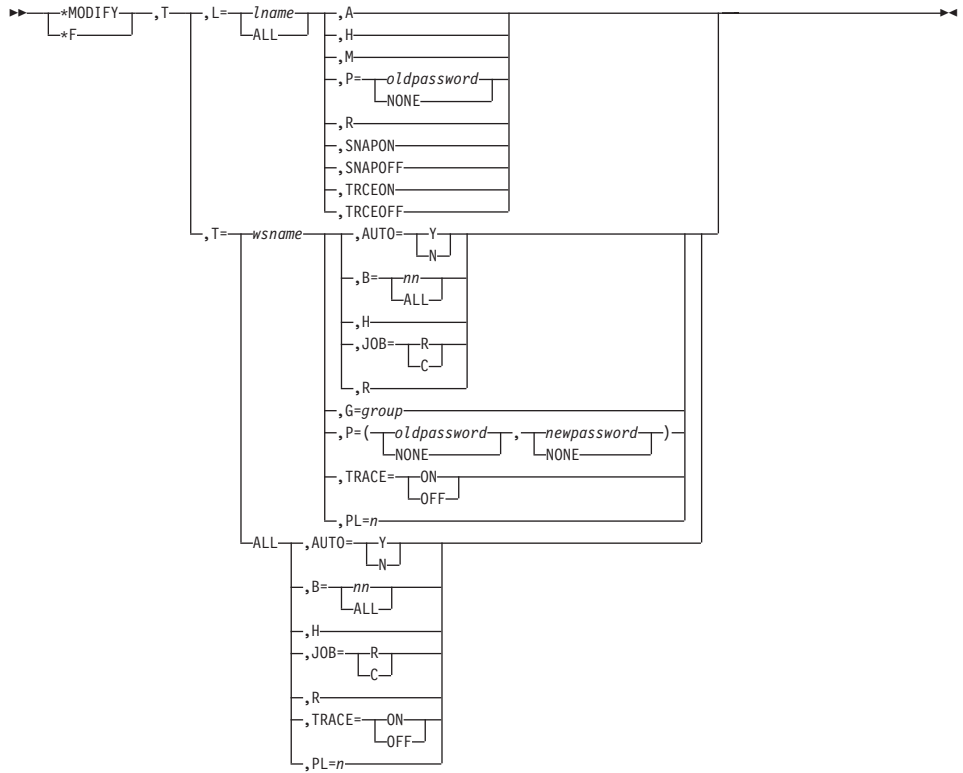 *MODIFY ,T ,L= lname ,A
*F ALL ,H
,M
,P= oldpassword
NONE
,R
,SNAPON
,SNAPOFF
,TRCEON
,TRCEOFF
,T= wsname ,AUTO= Y
N
,B= nn
ALL
,H
,JOB= R
C
,R
,G=group
,P=( oldpassword , newpassword )
NONE NONE
,TRACE= ON
OFF
,PL=n
ALL ,AUTO= Y
N
,B= nn
ALL
,H
,JOB= R
C
,R
,TRACE= ON
OFF
,PL=n